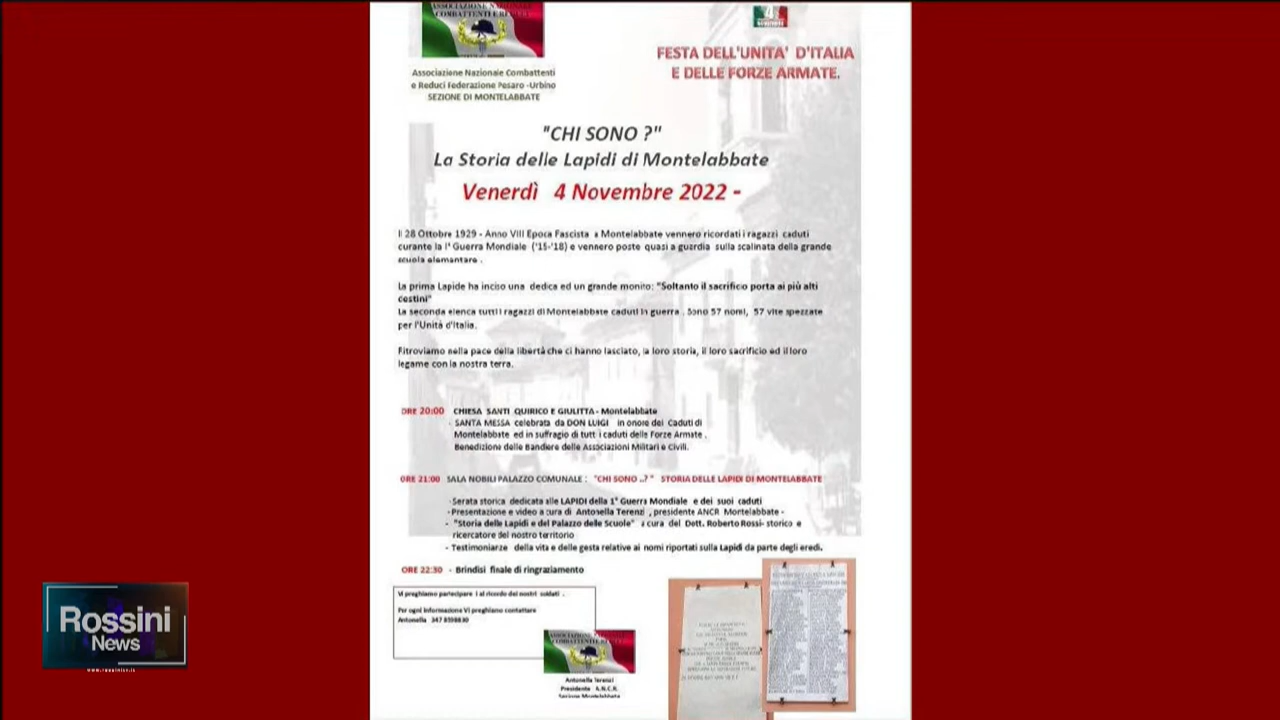 ASSOCIAZIONE NAZIONALE
COMBATTENTI E REDUCI
Associazione Nazionale Combattenti
e Reduci Federazione Pesaro -Urbino
SEZIONE DI MONTELABBATE
4
FESTA DELL'UNITA' D'ITALIA
E DELLE FORZE ARMATE.
"CHI SONO ?"
La Storia delle Lapidi di Montelabbate
Venerdì 4 Novembre 2022 -
Il 28 Ottobre 1929 - Anno VIII Epoca Fascista a Montelabbate vennero ricordati i ragazzi caduti
durante la I° Guerra Mondiale ('15-'18) e vennero poste quasi a guardia sulla scalinata della grande
scuola elementare .
La prima Lapide ha inciso una dedica ed un grande monito: "Soltanto il sacrificio porta ai più alti
destini"
La seconda elenca tutti i ragazzi di Montelabbate caduti in guerra . Sono 57 nomi, 57 vite spezzate
per l'Unità d'Italia.
Ritroviamo nella pace della libertà che ci hanno lasciato, la loro storia, il loro sacrificio ed il loro
legame con la nostra terra.
ORE 20:00 CHIESA SANTI QUIRICO E GIULITTA - Montelabbate
- SANTA MESSA celebrata da DON LUIGI in onore dei Caduti di
Montelabbate ed in suffragio di tutti i caduti delle Forze Armate .
Benedizione delle Bandiere delle Associazioni Militari e Civili.
ORE 21:00 SALA NOBILI PALAZZO COMUNALE : "CHI SONO ..?" STORIA DELLE LAPIDI DI MONTELABBATE
- Serata storica dedicata alle LAPIDI della 1° Guerra Mondiale e dei suoi caduti
- Presentazione e video a cura di Antonella Terenzi , presidente ANCR Montelabbate -
- "Storia delle Lapidi e del Palazzo delle Scuole" a cura del Dott. Roberto Rossi- storico e
ricercatore del nostro territorio
- Testimonianze della vita e delle gesta relative ai nomi riportati sulla Lapidi da parte degli eredi.
ORE 22:30 - Brindisi finale di ringraziamento
Vi preghiamo partecipare al ricordo dei nostri soldati .
Per ogni informazione Vi preghiamo contattare
Antonella 347 8598830
Antonella Terenzi
Presidente A.N.C.R.
Sezione Montelabbate
Rossini
News
www.rossinitv.it